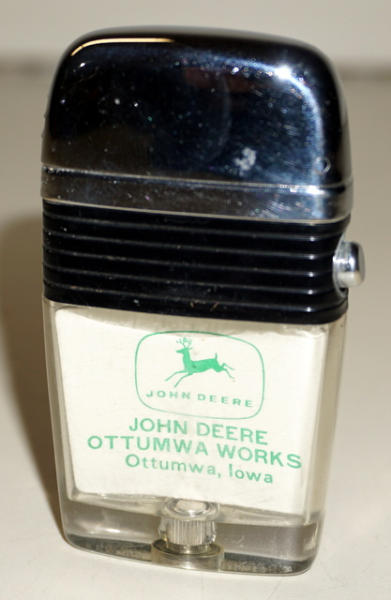 JOHN DEERE
JOHN DEERE
OTTUMWA WORKS
Ottumwa, Iowa